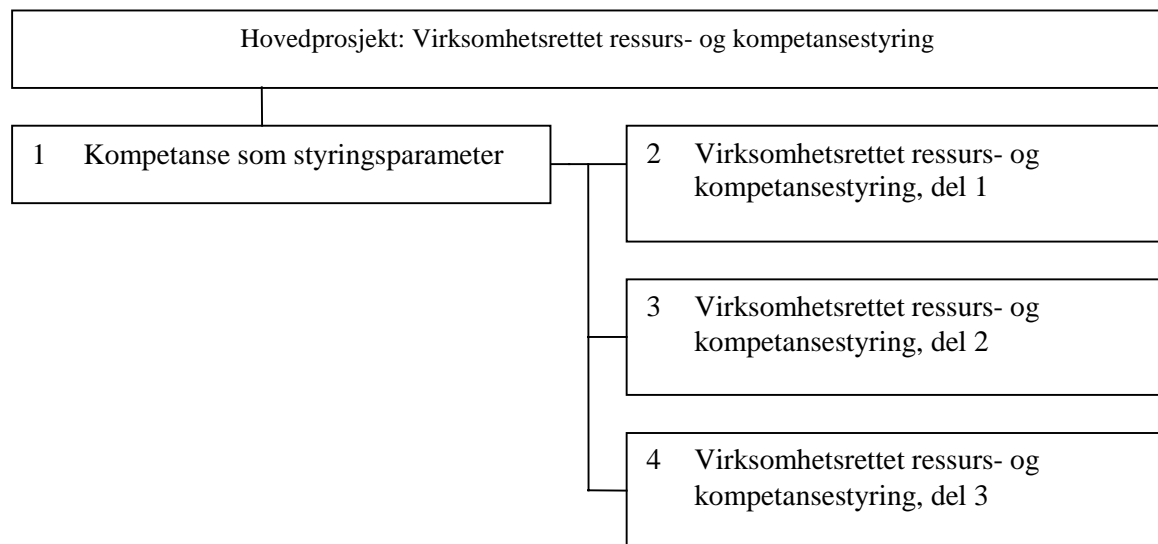 Hovedprosjekt: Virksomhetsrettet ressurs- og kompetansestyring
1 Kompetanse som styringsparameter
2 Virksomhetsrettet ressurs- og
kompetansestyring, del 1
3 Virksomhetsrettet ressurs- og
kompetansestyring, del 2
4 Virksomhetsrettet ressurs- og
kompetansestyring, del 3